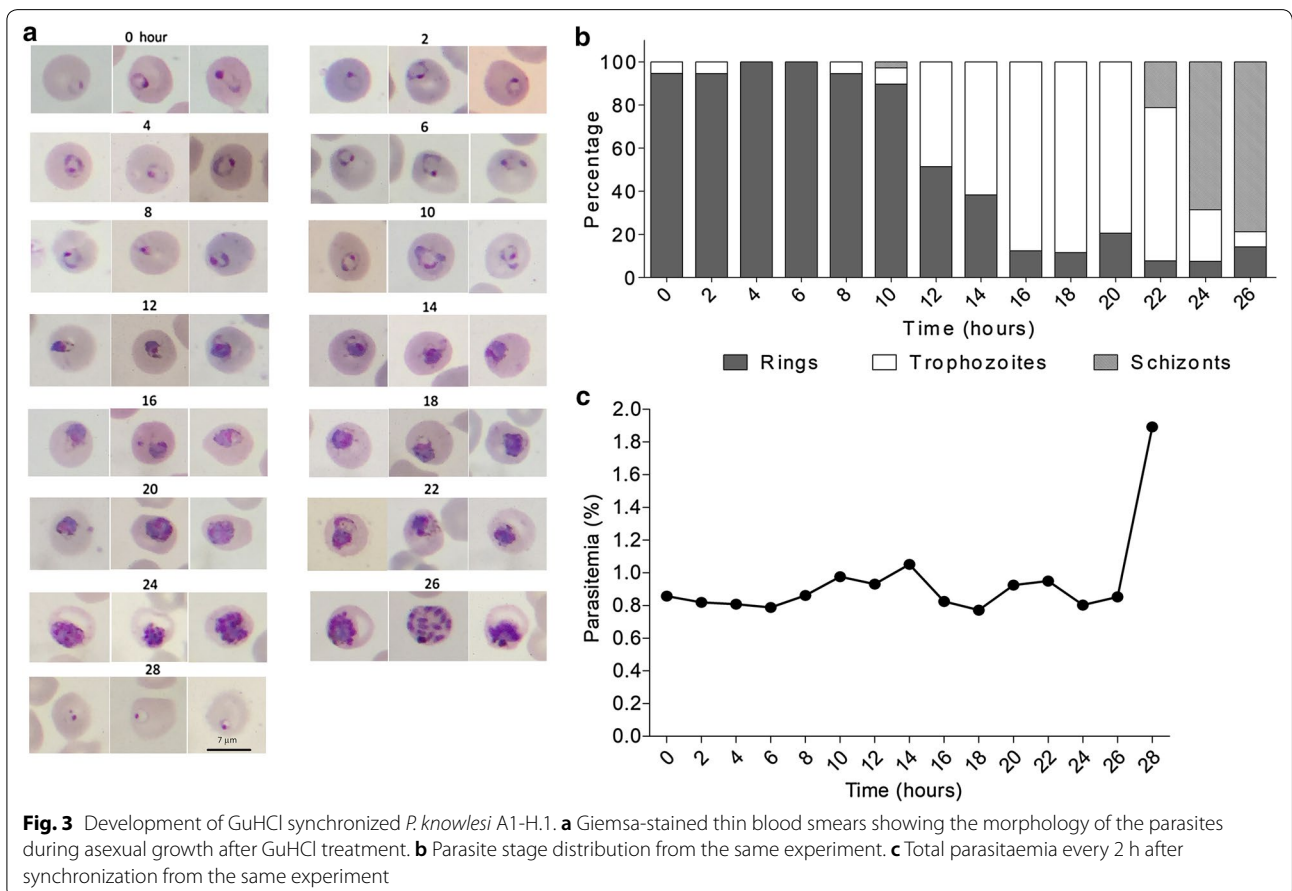 a
0 hour 2
4 6
8 10
12 14
16 18
20 22
24 26
28
7 µm
b
Percentage
100
80
60
40
20
0
0 2 4 6 8 10 12 14 16 18 20 22 24 26
Time (hours)
Rings Trophozoites Schizonts
c
Parasitemia (%)
2.0
1.8
1.6
1.4
1.2
1.0
0.8
0.6
0.4
0.2
0.0
0 2 4 6 8 10 12 14 16 18 20 22 24 26 28
Time (hours)
Fig. 3 Development of GuHCl synchronized P. knowlesi A1-H.1. a Giemsa-stained thin blood smears showing the morphology of the parasites
during asexual growth after GuHCl treatment. b Parasite stage distribution from the same experiment. c Total parasitaemia every 2 h after
synchronization from the same experiment